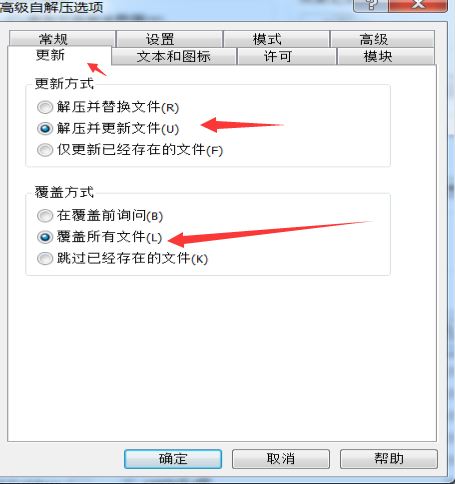 高级自解压选项
常规 设置 模式 高级
更新 文本和图标 许可 模块
更新方式
解压并替换文件(R)
解压并更新文件(U)
仅更新已经存在的文件(F)
覆盖方式
在覆盖前询问(B)
覆盖所有文件(L)
跳过已经存在的文件(K)
确定 取消 帮助